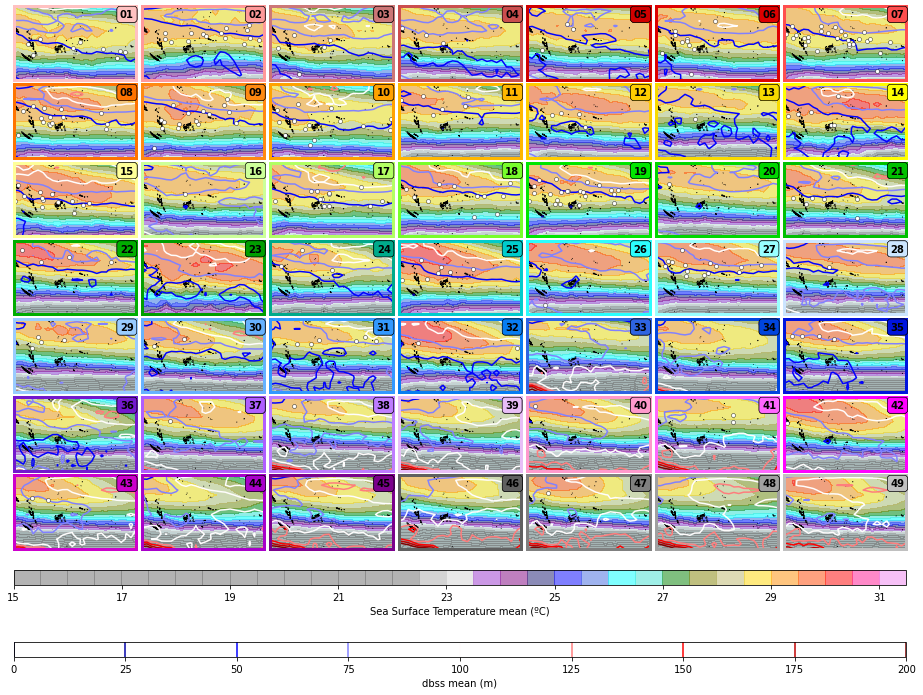 01 02 03 04 05 06 07
08 09 10 11 12 13 14
15 16 17 18 19 20 21
22 23 24 25 26 27 28
29 30 31 32 33 34 35
36 37 38 39 40 41 42
43 44 45 46 47 48 49
15 17 19 21 23 25 27 29 31
Sea Surface Temperature mean (ºC)
0 25 50 75 100 125 150 175 200
dbss mean (m)